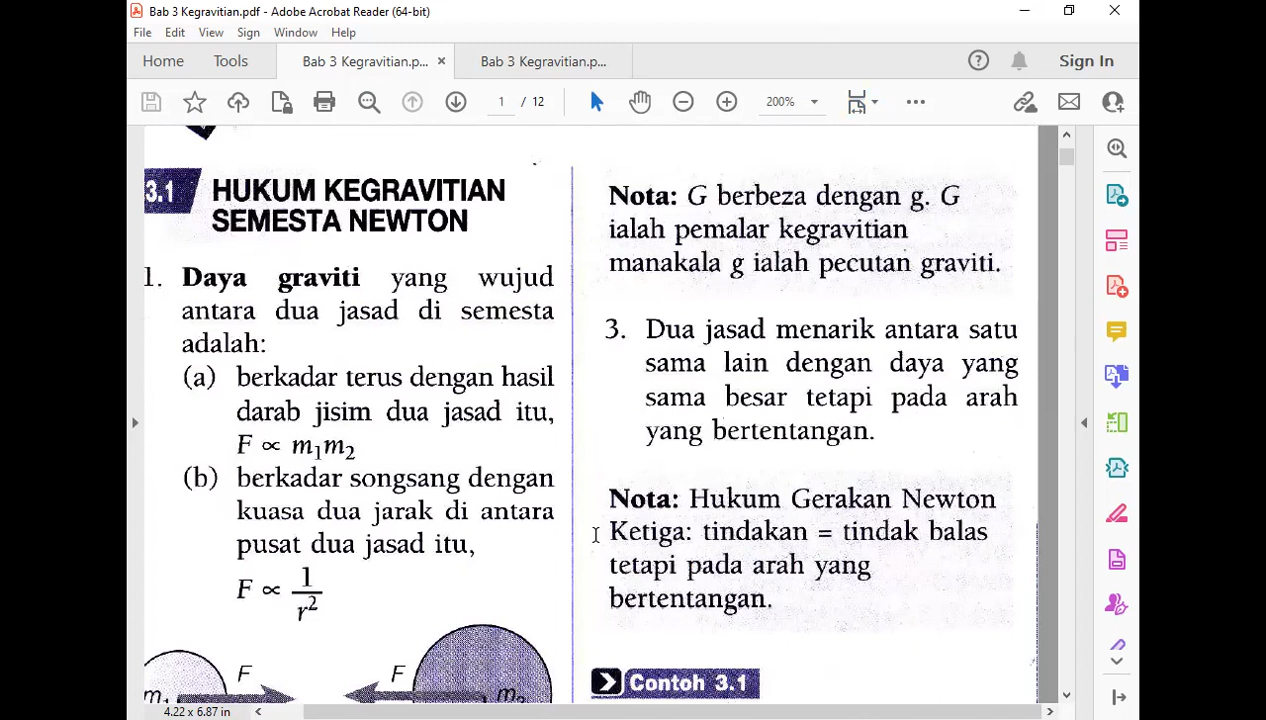 Bab 3 Kegravitian.pdf - Adobe Acrobat Reader (64-bit)
File Edit View Sign Window Help
Home Tools Bab 3 Kegravitian.p... × Bab 3 Kegravitian.p... Sign In
1 / 12 200%
3.1 HUKUM KEGRAVITIAN
SEMESTA NEWTON
1. Daya graviti yang wujud
antara dua jasad di semesta
adalah:
(a) berkadar terus dengan hasil
darab jisim dua jasad itu,
F ∝ m₁m₂
(b) berkadar songsang dengan
kuasa dua jarak di antara
pusat dua jasad itu,
F ∝ 1/r²
F F
m₁ m₂
Nota: G berbeza dengan g. G
ialah pemalar kegravitian
manakala g ialah pecutan graviti.
3. Dua jasad menarik antara satu
sama lain dengan daya yang
sama besar tetapi pada arah
yang bertentangan.
Nota: Hukum Gerakan Newton
Ketiga: tindakan = tindak balas
tetapi pada arah yang
bertentangan.
Contoh 3.1
4.22 x 6.87 in